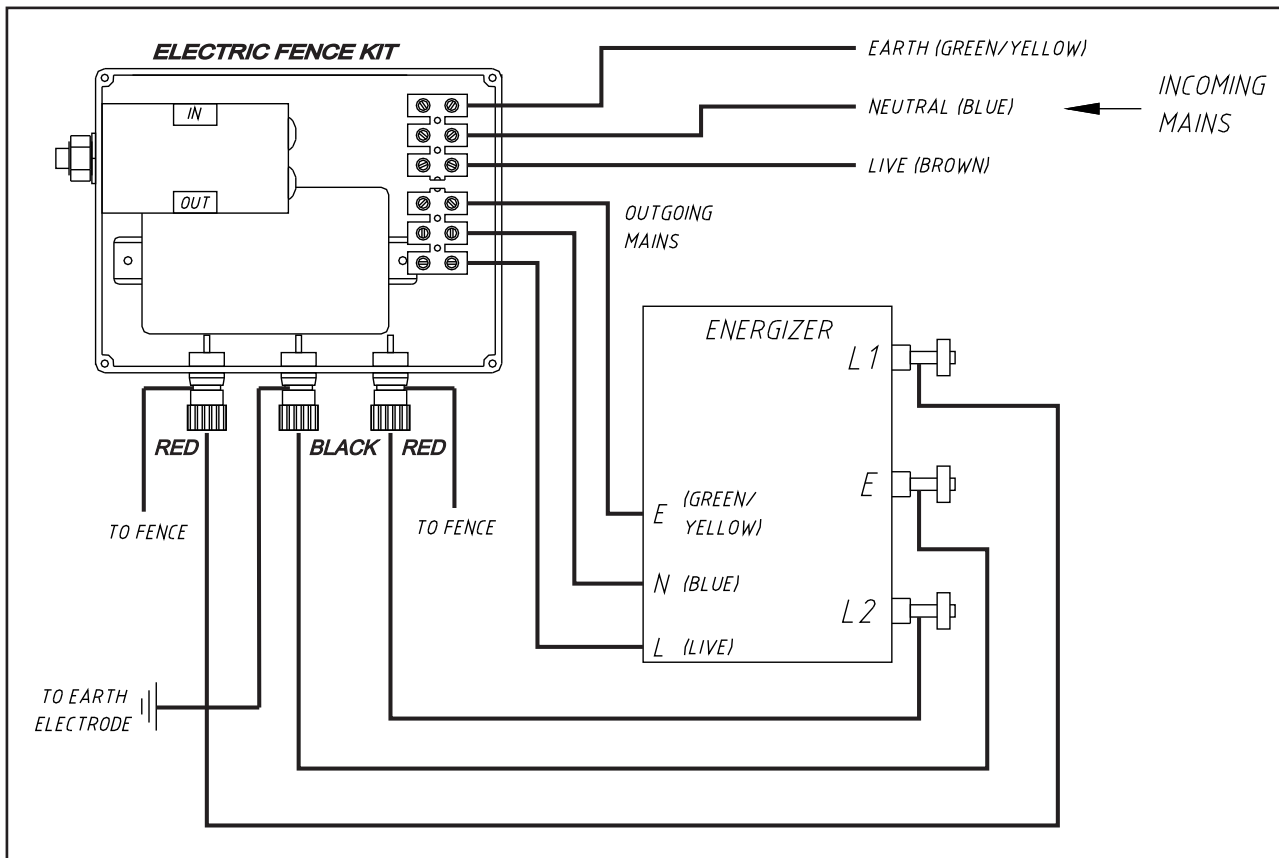 ELECTRIC FENCE KIT
EARTH (GREEN/YELLOW)
NEUTRAL (BLUE)
LIVE (BROWN)
INCOMING
MAINS
IN
OUT
OUTGOING
MAINS
ENERGIZER
L1
E
L2
E (GREEN/
YELLOW)
N (BLUE)
L (LIVE)
RED
BLACK
RED
TO FENCE
TO FENCE
TO EARTH
ELECTRODE